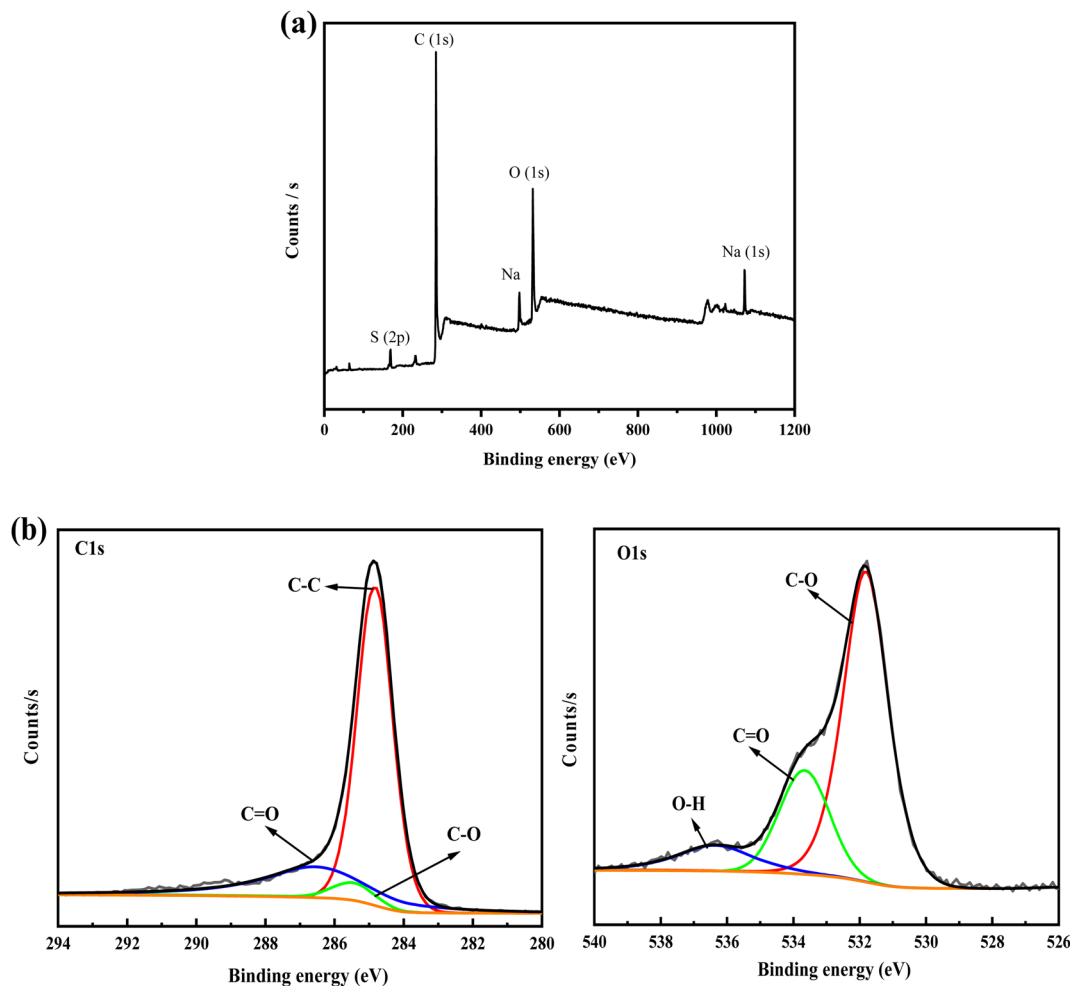 (a)
C (1s)
O (1s)
Na
Na (1s)
S (2p)
Counts / s
0 200 400 600 800 1000 1200
Binding energy (eV)
(b)
C1s
C-C
C=O
C-O
Counts/s
294 292 290 288 286 284 282 280
Binding energy (eV)
O1s
C-O
C=O
O-H
Counts/s
540 538 536 534 532 530 528 526
Binding energy (eV)